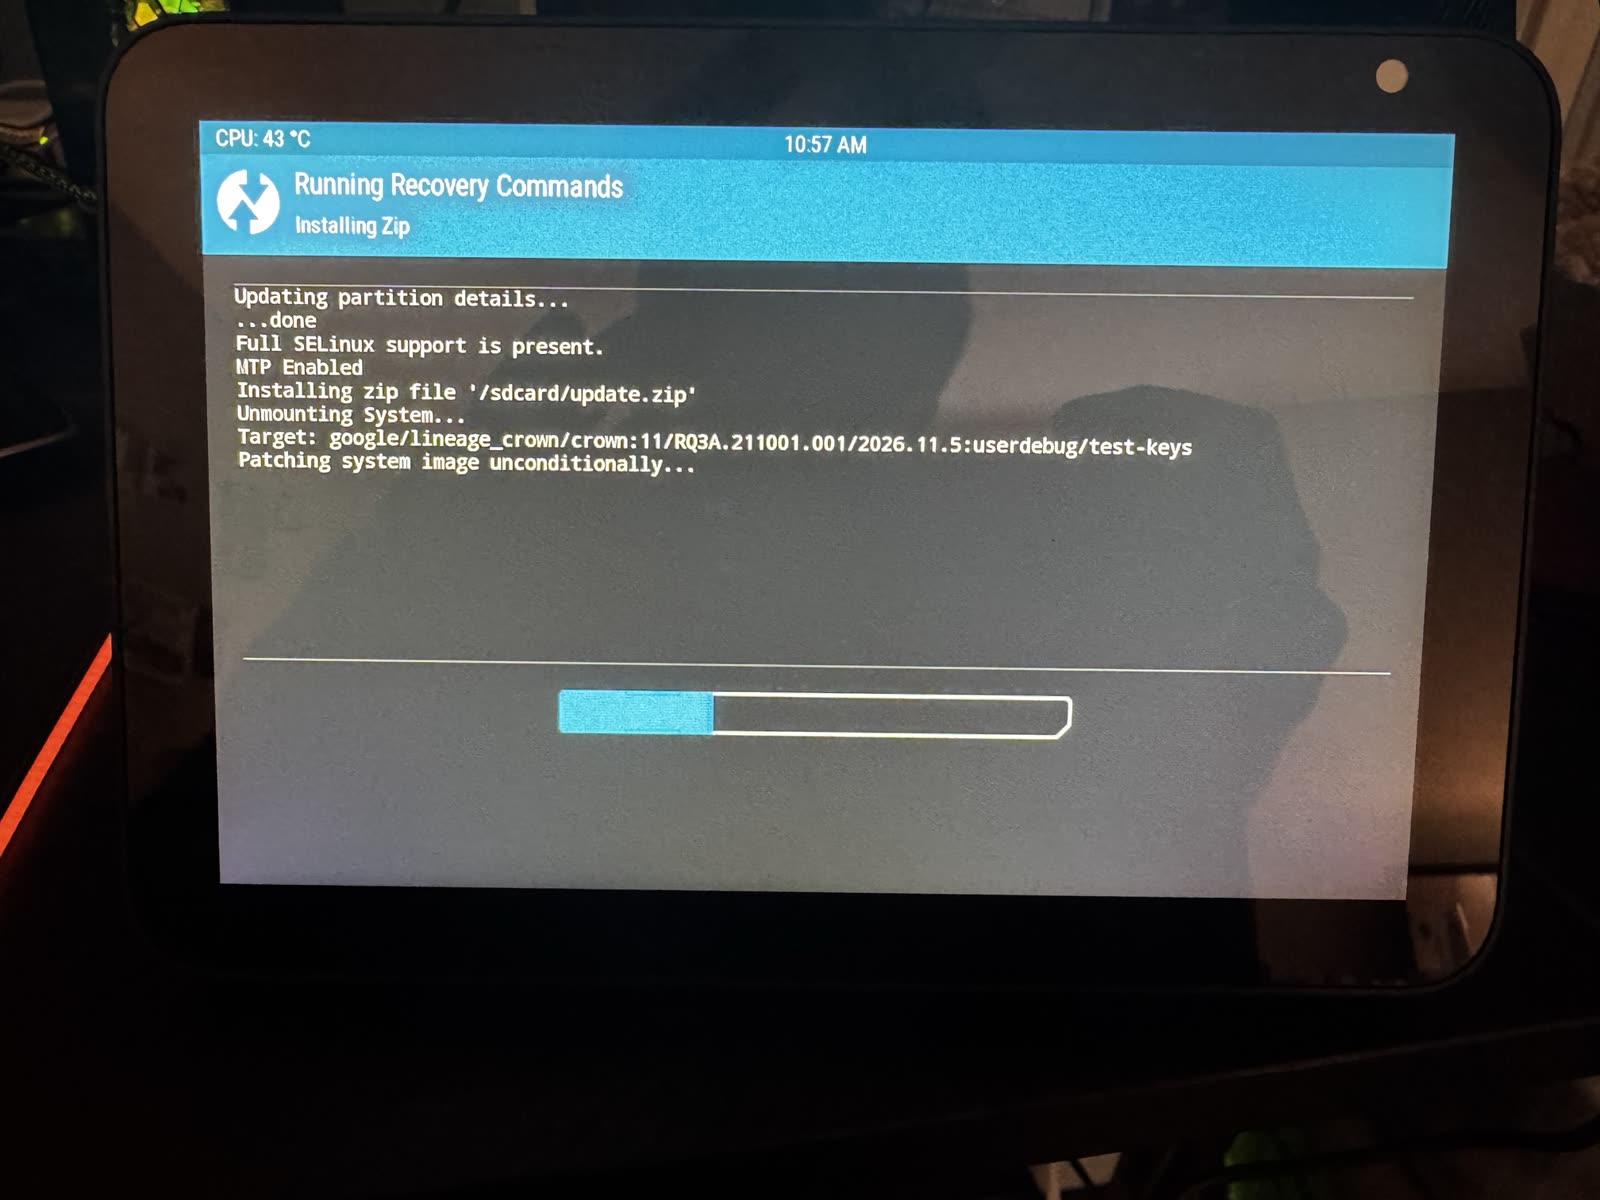 CPU: 43 °C
10:57 AM
Running Recovery Commands
Installing Zip
Updating partition details...
...done
Full SELinux support is present.
MTP Enabled
Installing zip file '/sdcard/update.zip'
Unmounting System...
Target: google/lineage_crown/crown:11/RQ3A.211001.001/2026.11.5:userdebug/test-keys
Patching system image unconditionally...